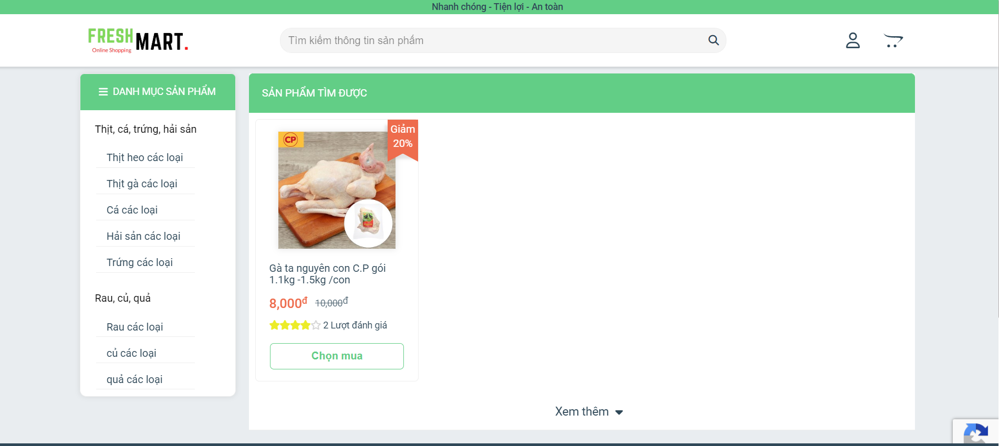 Nhanh chóng - Tiện lợi - An toàn
FRESH MART.
Online Shopping
Tìm kiếm thông tin sản phẩm
DANH MỤC SẢN PHẨM
Thịt, cá, trứng, hải sản
Thịt heo các loại
Thịt gà các loại
Cá các loại
Hải sản các loại
Trứng các loại
Rau, củ, quả
Rau các loại
củ các loại
quả các loại
SẢN PHẨM TÌM ĐƯỢC
Giảm
20%
CP
Gà ta nguyên con C.P gói
1.1kg -1.5kg /con
8,000đ 10,000đ
2 Lượt đánh giá
Chọn mua
Xem thêm